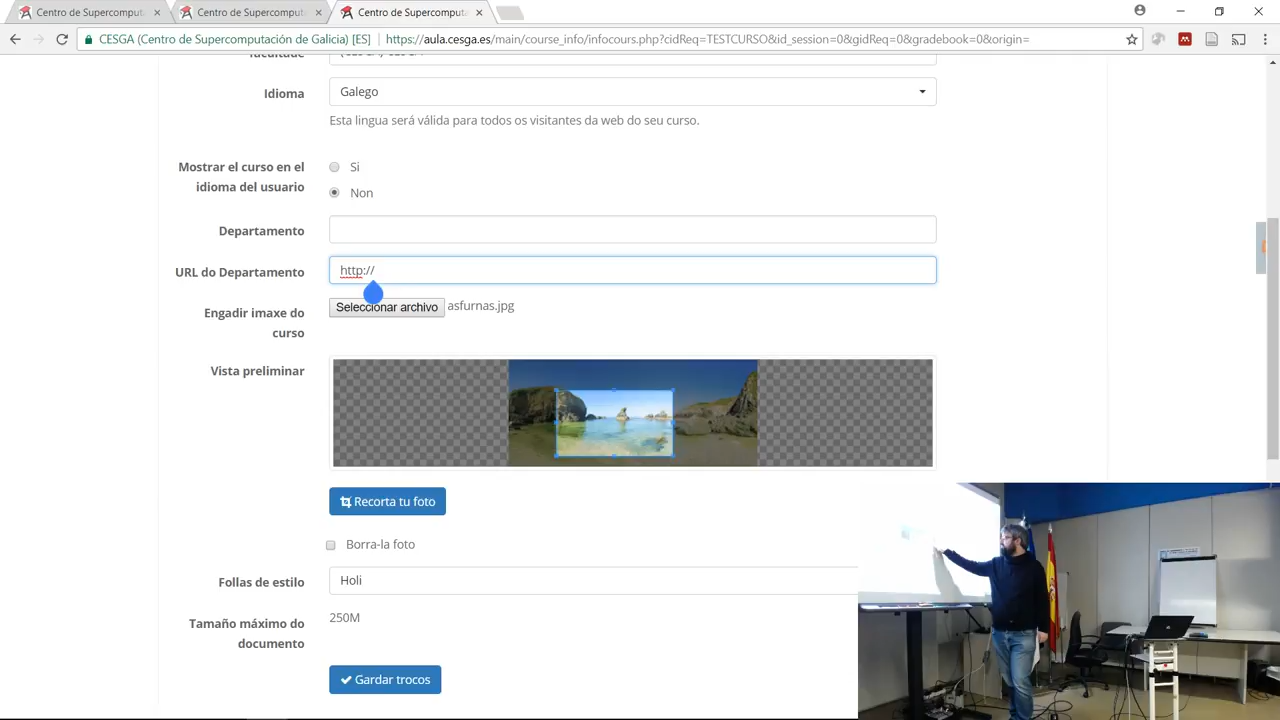 Centro de Supercomputa
Centro de Supercomputa
Centro de Supercomputa
CESGA (Centro de Supercomputación de Galicia) [ES]
https://aula.cesga.es/main/course_info/infocours.php?cidReq=TESTCURSO&id_session=0&gidReq=0&gradebook=0&origin=
facultade
Idioma
Galego
Esta lingua será válida para todos os visitantes da web do seu curso.
Mostrar el curso en el
idioma del usuario
Si
Non
Departamento
URL do Departamento
http://
Engadir imaxe do
curso
Seleccionar archivo
asfurnas.jpg
Vista preliminar
Recorta tu foto
Borra-la foto
Follas de estilo
Holi
Tamaño máximo do
documento
250M
Gardar trocos